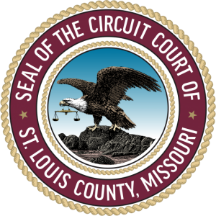 SEAL OF THE CIRCUIT COURT OF
ST. LOUIS COUNTY, MISSOURI